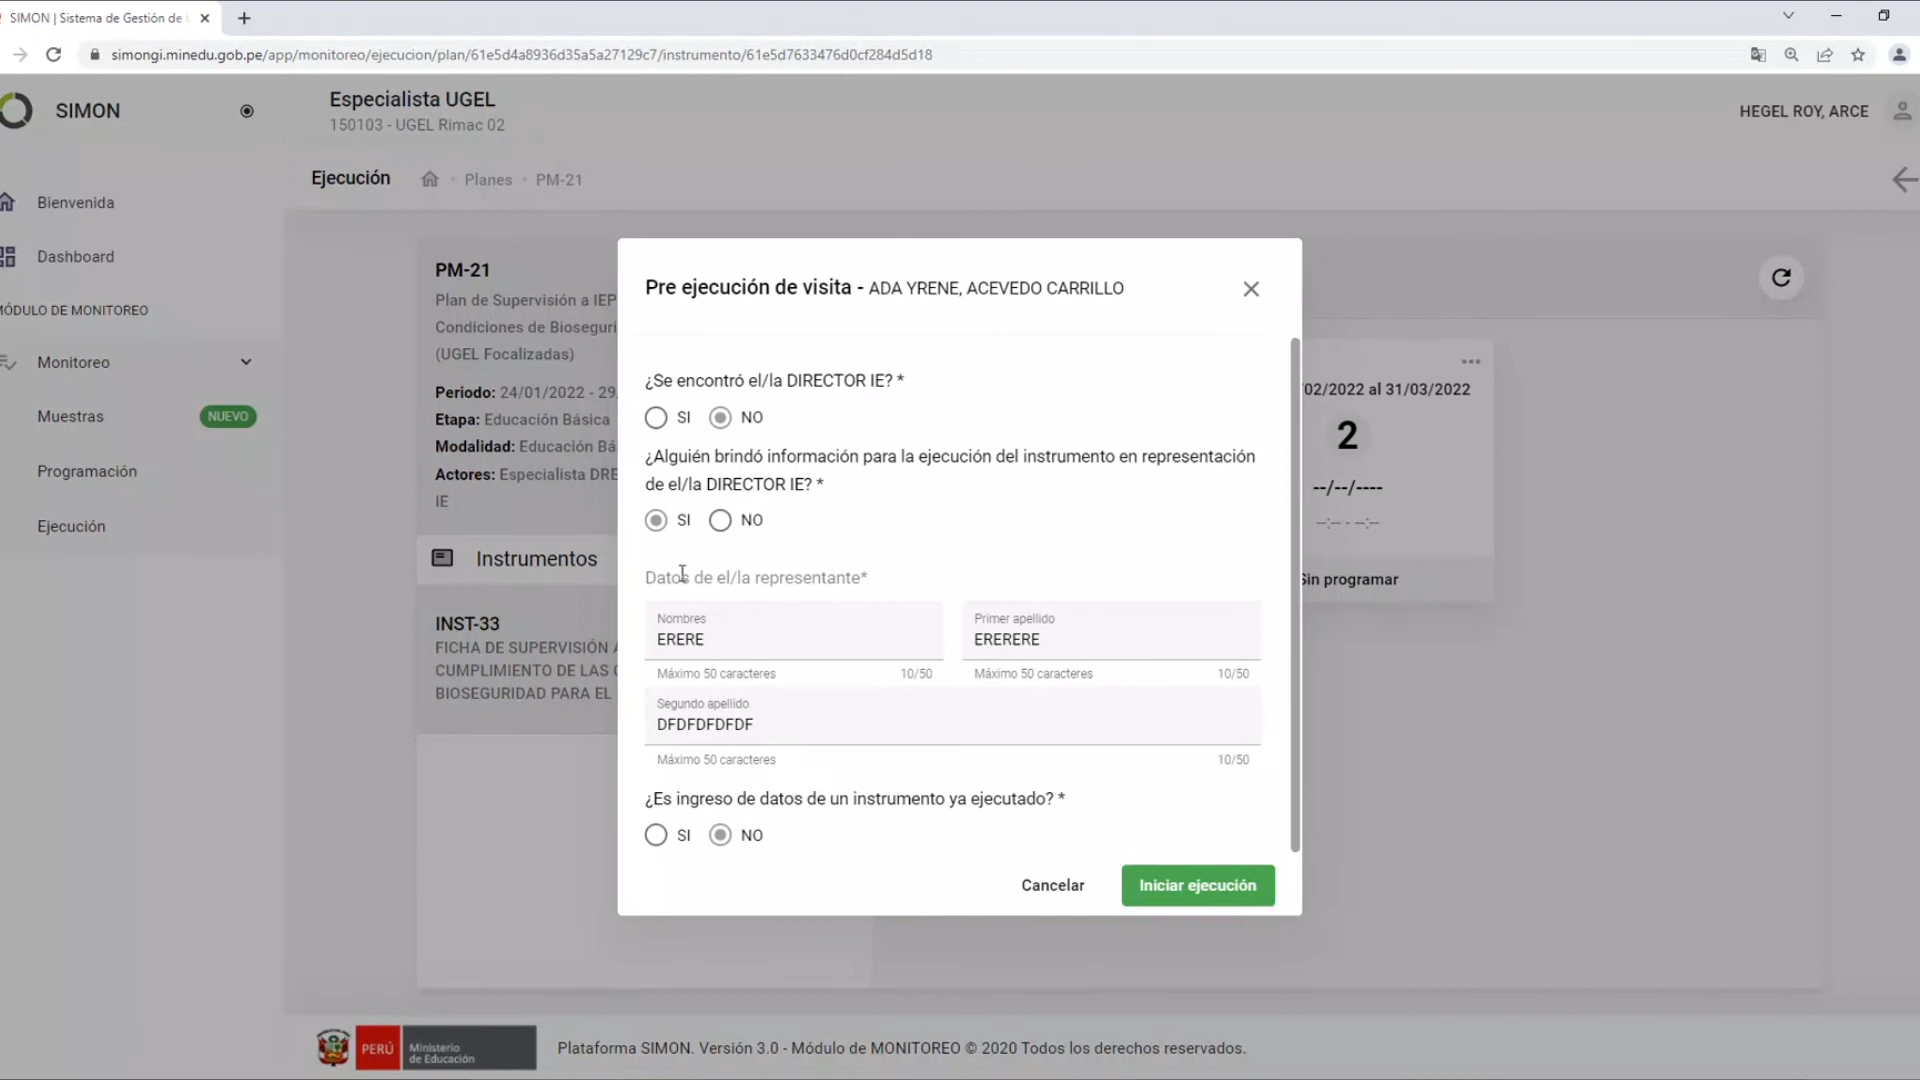 SIMON | Sistema de Gestión de
simongi.minedu.gob.pe/app/monitoreo/ejecucion/plan/61e5d4a8936d35a5a27129c7/instrumento/61e5d7633476d0cf284d5d18
SIMON
Especialista UGEL
150103 - UGEL Rimac 02
HEGEL ROY, ARCE
Ejecución
Planes
PM-21
Bienvenida
Dashboard
MÓDULO DE MONITOREO
Monitoreo
Muestras
NUEVO
Programación
Ejecución
PM-21
Plan de Supervisión a IEP
Condiciones de Bioseguri
(UGEL Focalizadas)
Periodo: 24/01/2022 - 29
Etapa: Educación Básica
Modalidad: Educación Bá
Actores: Especialista DRE
IE
Instrumentos
INST-33
FICHA DE SUPERVISIÓN A
CUMPLIMIENTO DE LAS C
BIOSEGURIDAD PARA EL
Pre ejecución de visita - ADA YRENE, ACEVEDO CARRILLO
¿Se encontró el/la DIRECTOR IE? *
SI NO
¿Alguién brindó información para la ejecución del instrumento en representación
de el/la DIRECTOR IE? *
SI NO
Datos de el/la representante*
Nombres
ERERE
Máximo 50 caracteres 10/50
Primer apellido
ERERERE
Máximo 50 caracteres 10/50
Segundo apellido
DFDFDFDFDF
Máximo 50 caracteres 10/50
¿Es ingreso de datos de un instrumento ya ejecutado? *
SI NO
Cancelar
Iniciar ejecución
02/2022 al 31/03/2022
2
--/--/----
--:-- - --:--
Sin programar
PERÚ
Ministerio
de Educación
Plataforma SIMON. Versión 3.0 - Módulo de MONITOREO © 2020 Todos los derechos reservados.